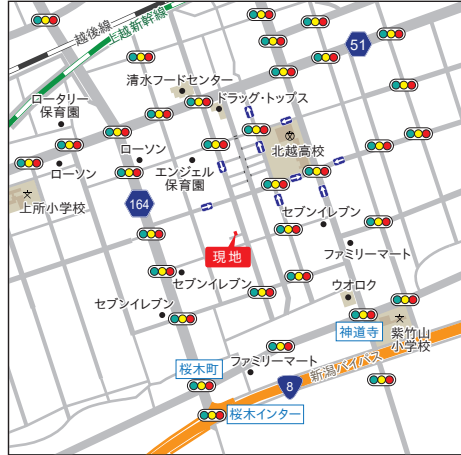 越後線
上越新幹線
51
清水フードセンター
ロータリー
保育園
ドラッグ・トップス
ローソン
北越高校
ローソン
エンジェル
保育園
上所小学校
164
セブンイレブン
現地
ファミリーマート
セブンイレブン
ウオロク
セブンイレブン
神道寺
紫竹山
小学校
桜木町
ファミリーマート
新潟バイパス
8
桜木インター